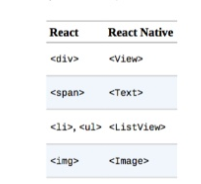 React React Native
<div> <View>
<span> <Text>
<li>, <ul> <ListView>
<img> <Image>